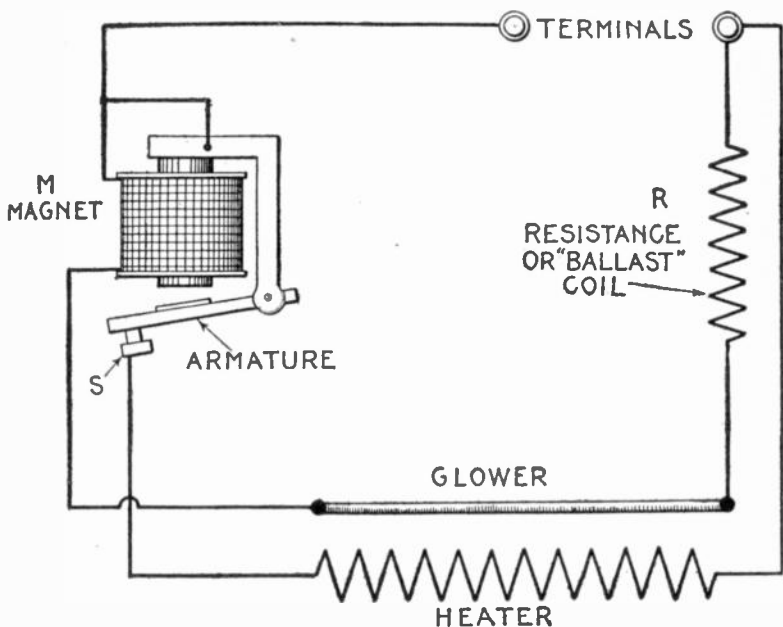 TERMINALS
M
MAGNET
R
RESISTANCE
OR "BALLAST"
COIL
S
ARMATURE
GLOWER
HEATER